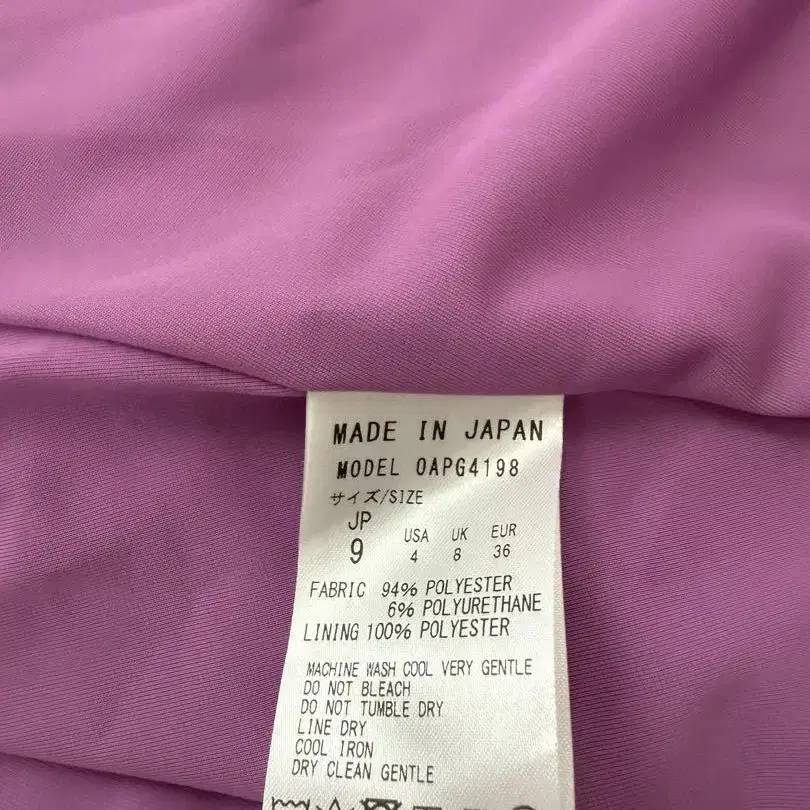 MADE IN JAPAN
MODEL 0APG4198
サイズ/SIZE
JP USA UK EUR
9 4 8 36
FABRIC 94% POLYESTER
6% POLYURETHANE
LINING 100% POLYESTER
MACHINE WASH COOL VERY GENTLE
DO NOT BLEACH
DO NOT TUMBLE DRY
LINE DRY
COOL IRON
DRY CLEAN GENTLE